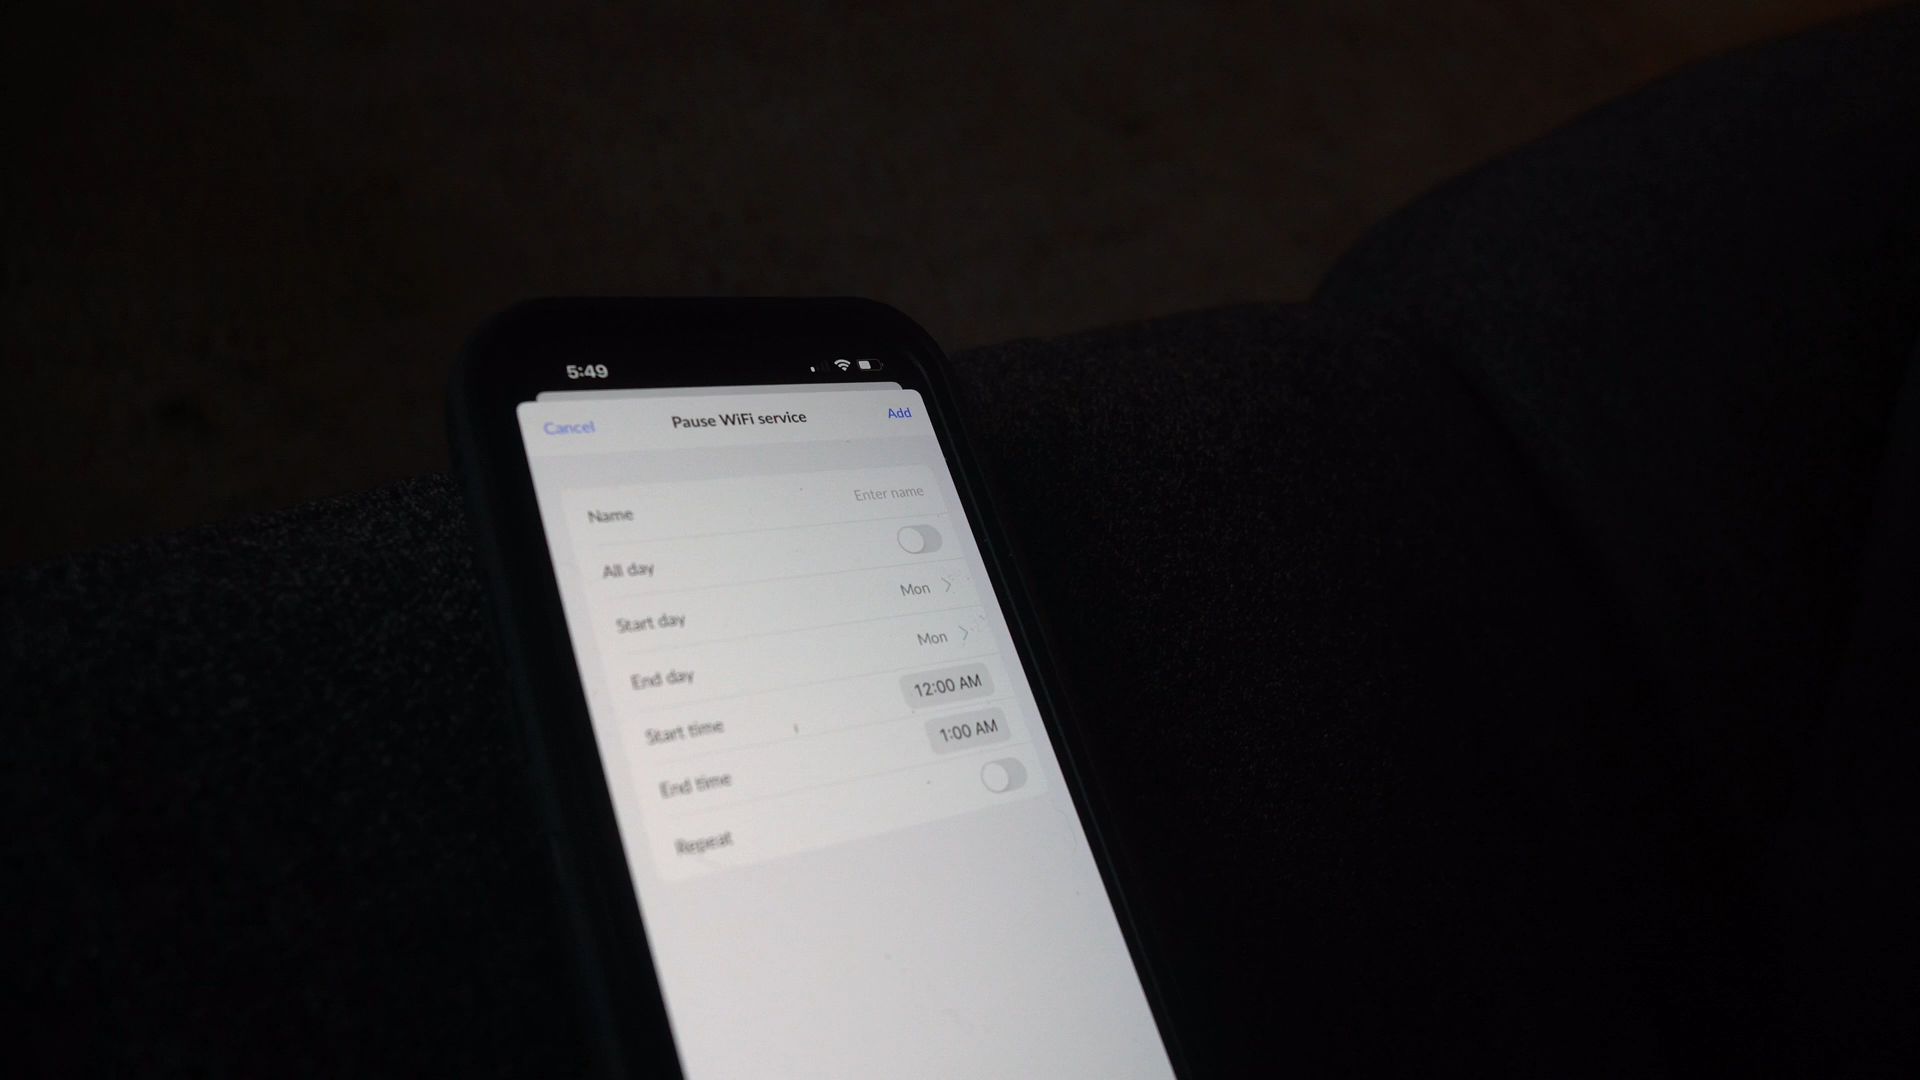 5:49
Cancel Pause WiFi service Add
Name Enter name
All day
Start day Mon
End day Mon
Start time 12:00 AM
End time 1:00 AM
Repeat